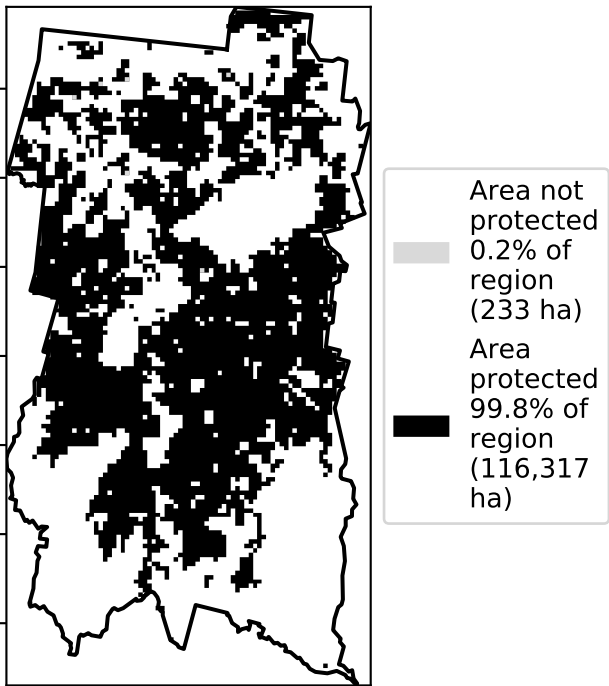 Area not
protected
0.2% of
region
(233 ha)
Area
protected
99.8% of
region
(116,317
ha)